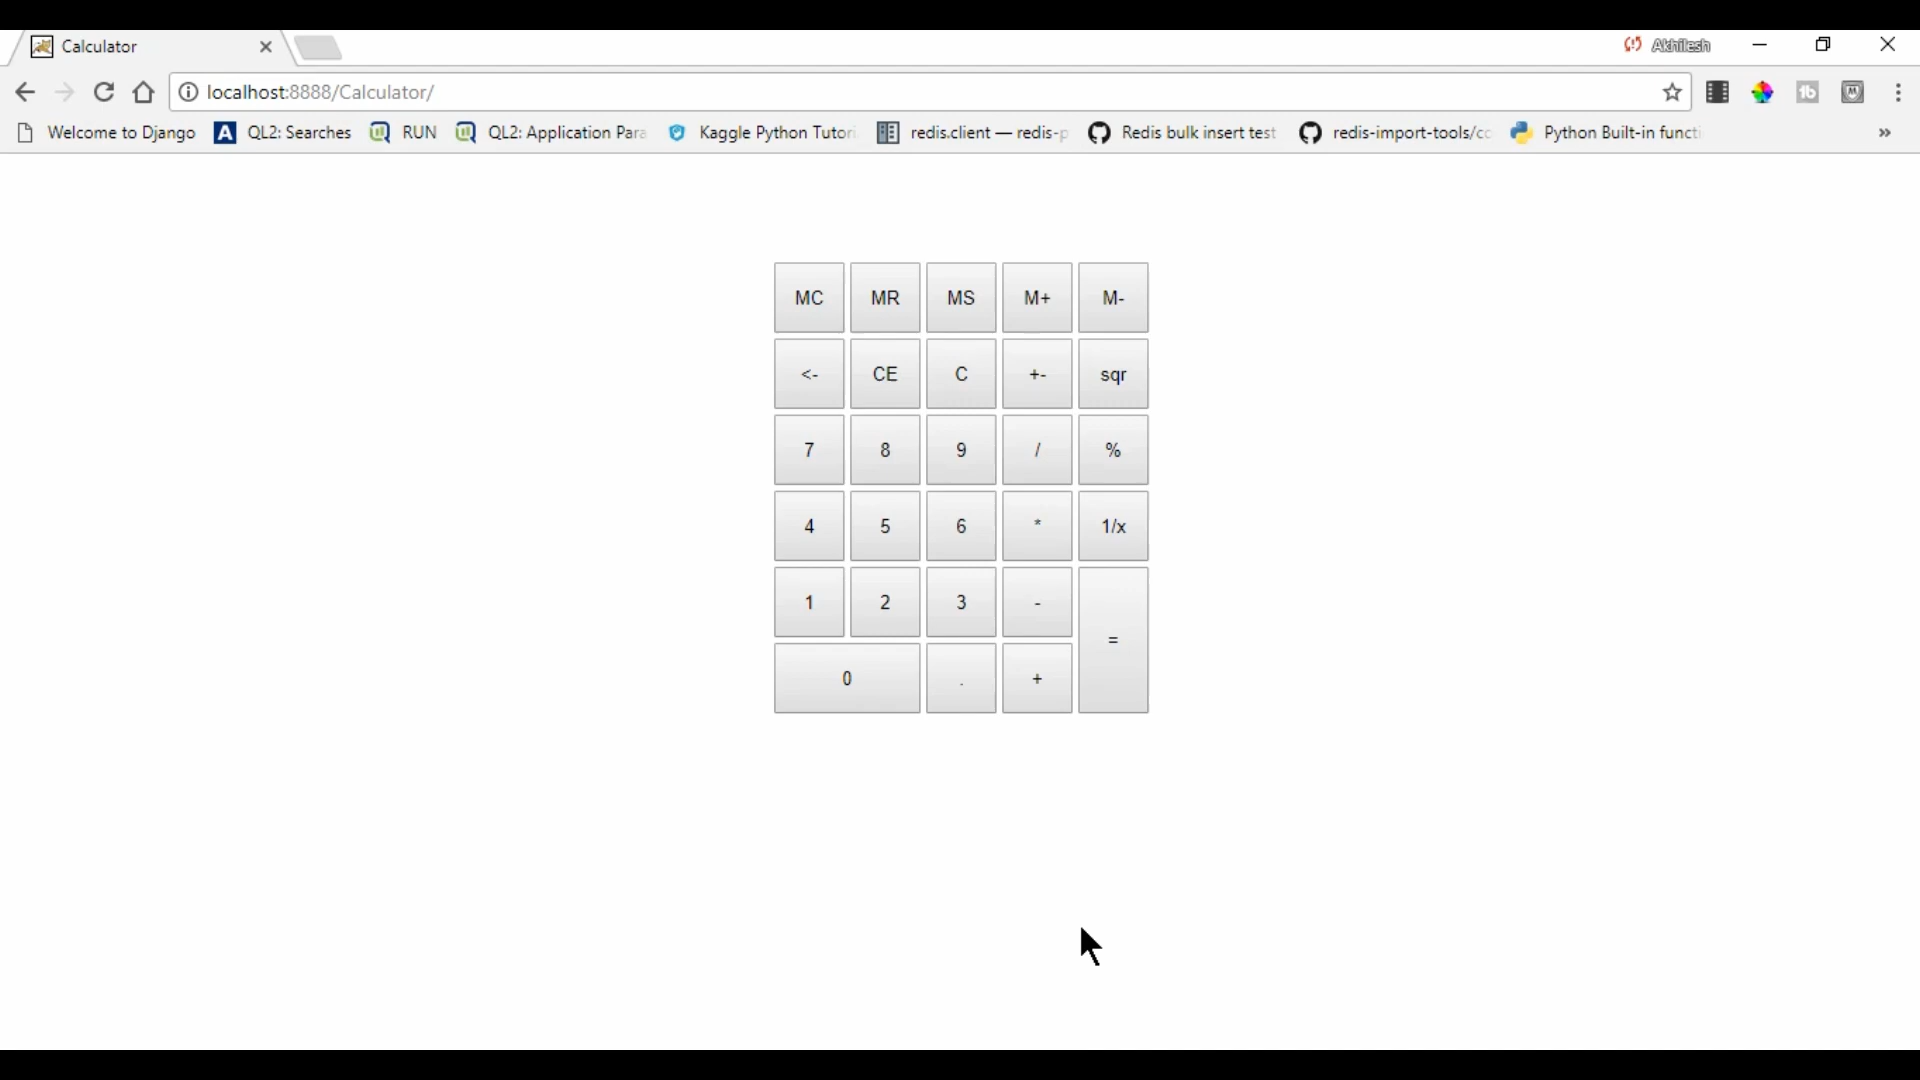 Calculator
Akhilesh
localhost:8888/Calculator/
Welcome to Django A QL2: Searches RUN QL2: Application Para Kaggle Python Tutori redis.client — redis-p Redis bulk insert test redis-import-tools/cc Python Built-in functi »
MC MR MS M+ M-
<- CE C +- sqr
7 8 9 / %
4 5 6 * 1/x
1 2 3 -
=
0 . +